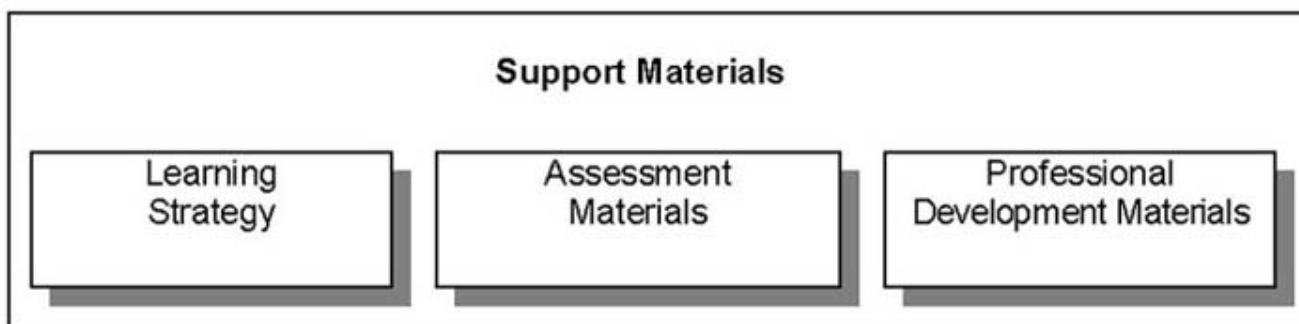 Support Materials
Learning
Strategy
Assessment
Materials
Professional
Development Materials